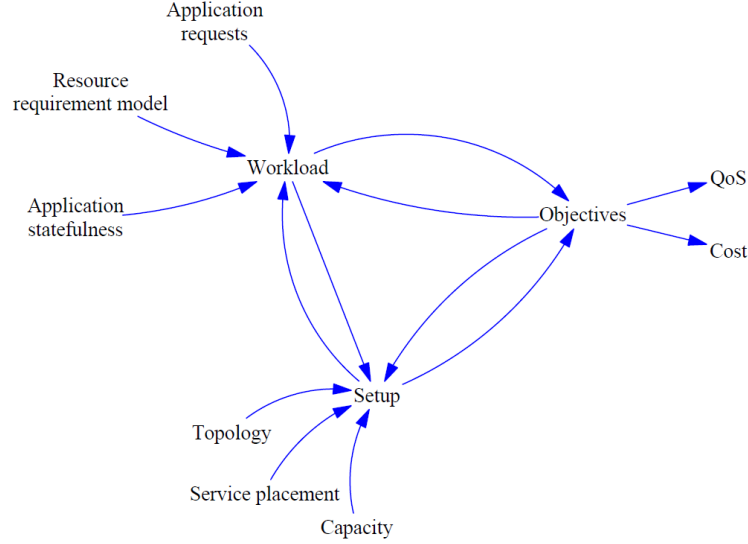 Application
requests
Resource
requirement model
Workload
QoS
Application
statefulness
Objectives
Cost
Setup
Topology
Service placement
Capacity